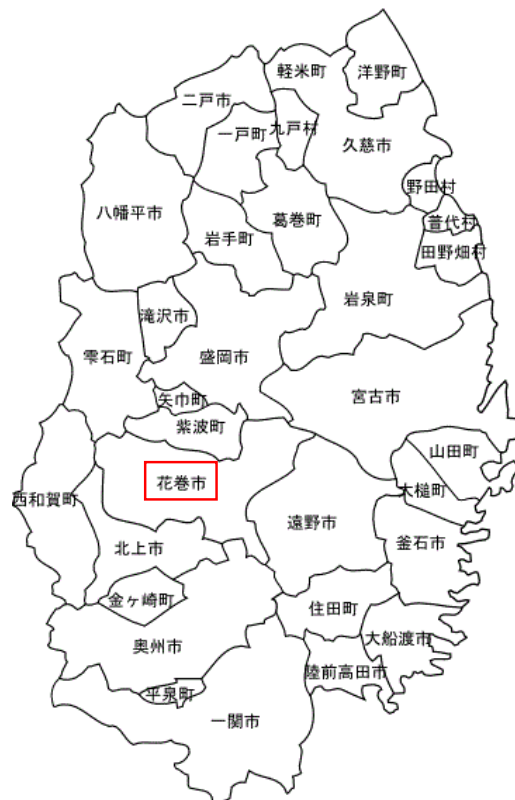 軽米町
洋野町
二戸市
一戸町
九戸村
久慈市
野田村
八幡平市
葛巻町
普代村
岩手町
田野畑村
岩泉町
滝沢市
雫石町
盛岡市
矢巾町
宮古市
紫波町
山田町
花巻市
大槌町
西和賀町
遠野市
釜石市
北上市
金ヶ崎町
住田町
大船渡市
奥州市
陸前高田市
平泉町
一関市